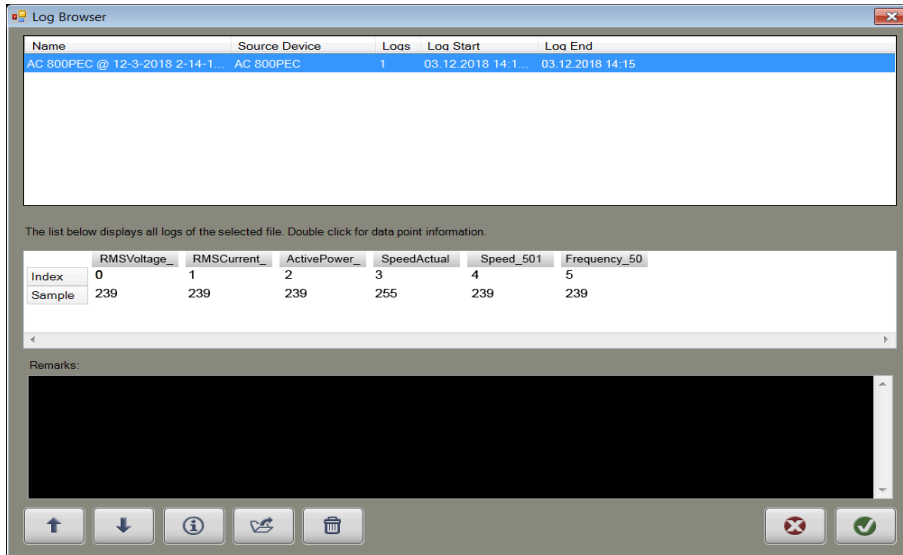 Log Browser
Name Source Device Logs Log Start Log End
AC 800PEC @ 12-3-2018 2-14-1... AC 800PEC 1 03.12.2018 14:1... 03.12.2018 14:15
The list below displays all logs of the selected file. Double click for data point information.
RMSVoltage_ RMSCurrent_ ActivePower_ SpeedActual Speed_501 Frequency_50
Index 0 1 2 3 4 5
Sample 239 239 239 255 239 239
Remarks: